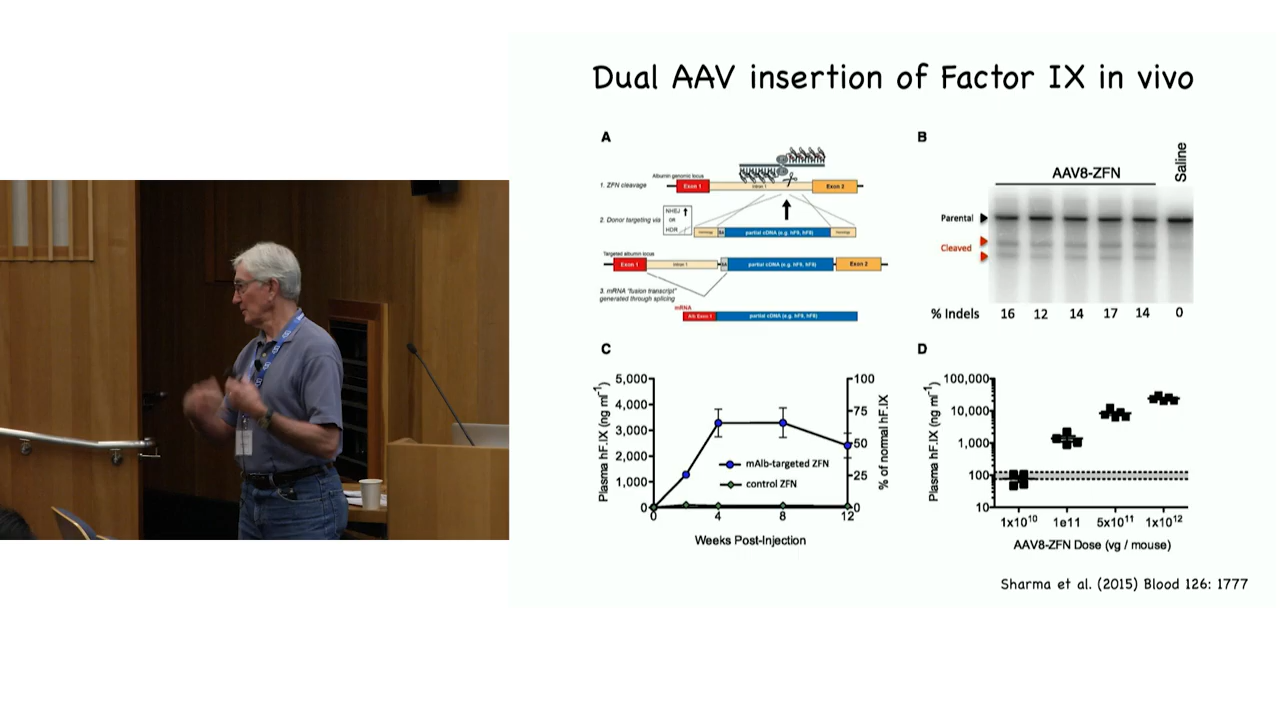 Dual AAV insertion of Factor IX in vivo
A
Albumin genomic locus
1. ZFN cleavage
Exon 1
Intron 1
Exon 2
2. Donor targeting via
NHEJ
OR
HDR
homology
SA
partial cDNA (e.g. hF9, hF8)
homology
Targeted albumin locus
Exon 1
Intron 1
SA
partial cDNA (e.g. hF9, hF8)
Exon 2
3. mRNA "fusion transcript"
generated through splicing
mRNA
Alb Exon 1
partial cDNA (e.g. hF9, hF8)
B
AAV8-ZFN
Saline
Parental
Cleaved
% Indels 16 12 14 17 14 0
C
5,000
4,000
3,000
2,000
1,000
0
Plasma hF.IX (ng ml-1)
100
75
50
25
0
% of normal hF.IX
mAlb-targeted ZFN
control ZFN
0 4 8 12
Weeks Post-Injection
D
100,000
10,000
1,000
100
10
Plasma hF.IX (ng ml-1)
1x10^10 1e11 5x10^11 1x10^12
AAV8-ZFN Dose (vg / mouse)
Sharma et al. (2015) Blood 126: 1777